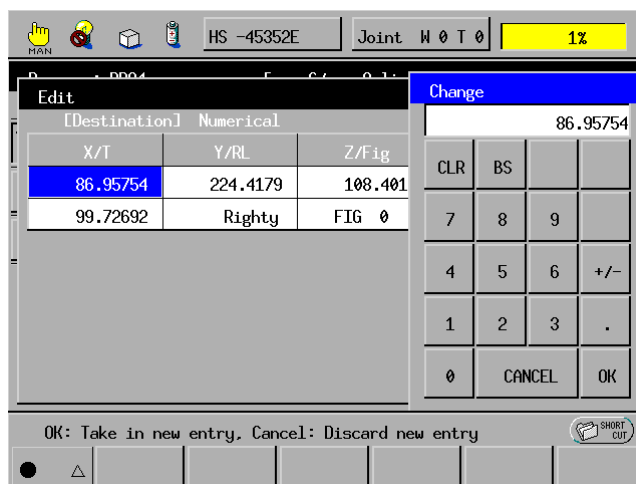 MAN HS -45352E Joint W 0 T 0 1%
Edit
Change
[Destination] Numerical
86.95754
X/T Y/RL Z/Fig
CLR BS
86.95754 224.4179 108.401
99.72692 Righty FIG 0
7 8 9
4 5 6 +/-
1 2 3 .
0 CANCEL OK
OK: Take in new entry, Cancel: Discard new entry
SHORT
CUT